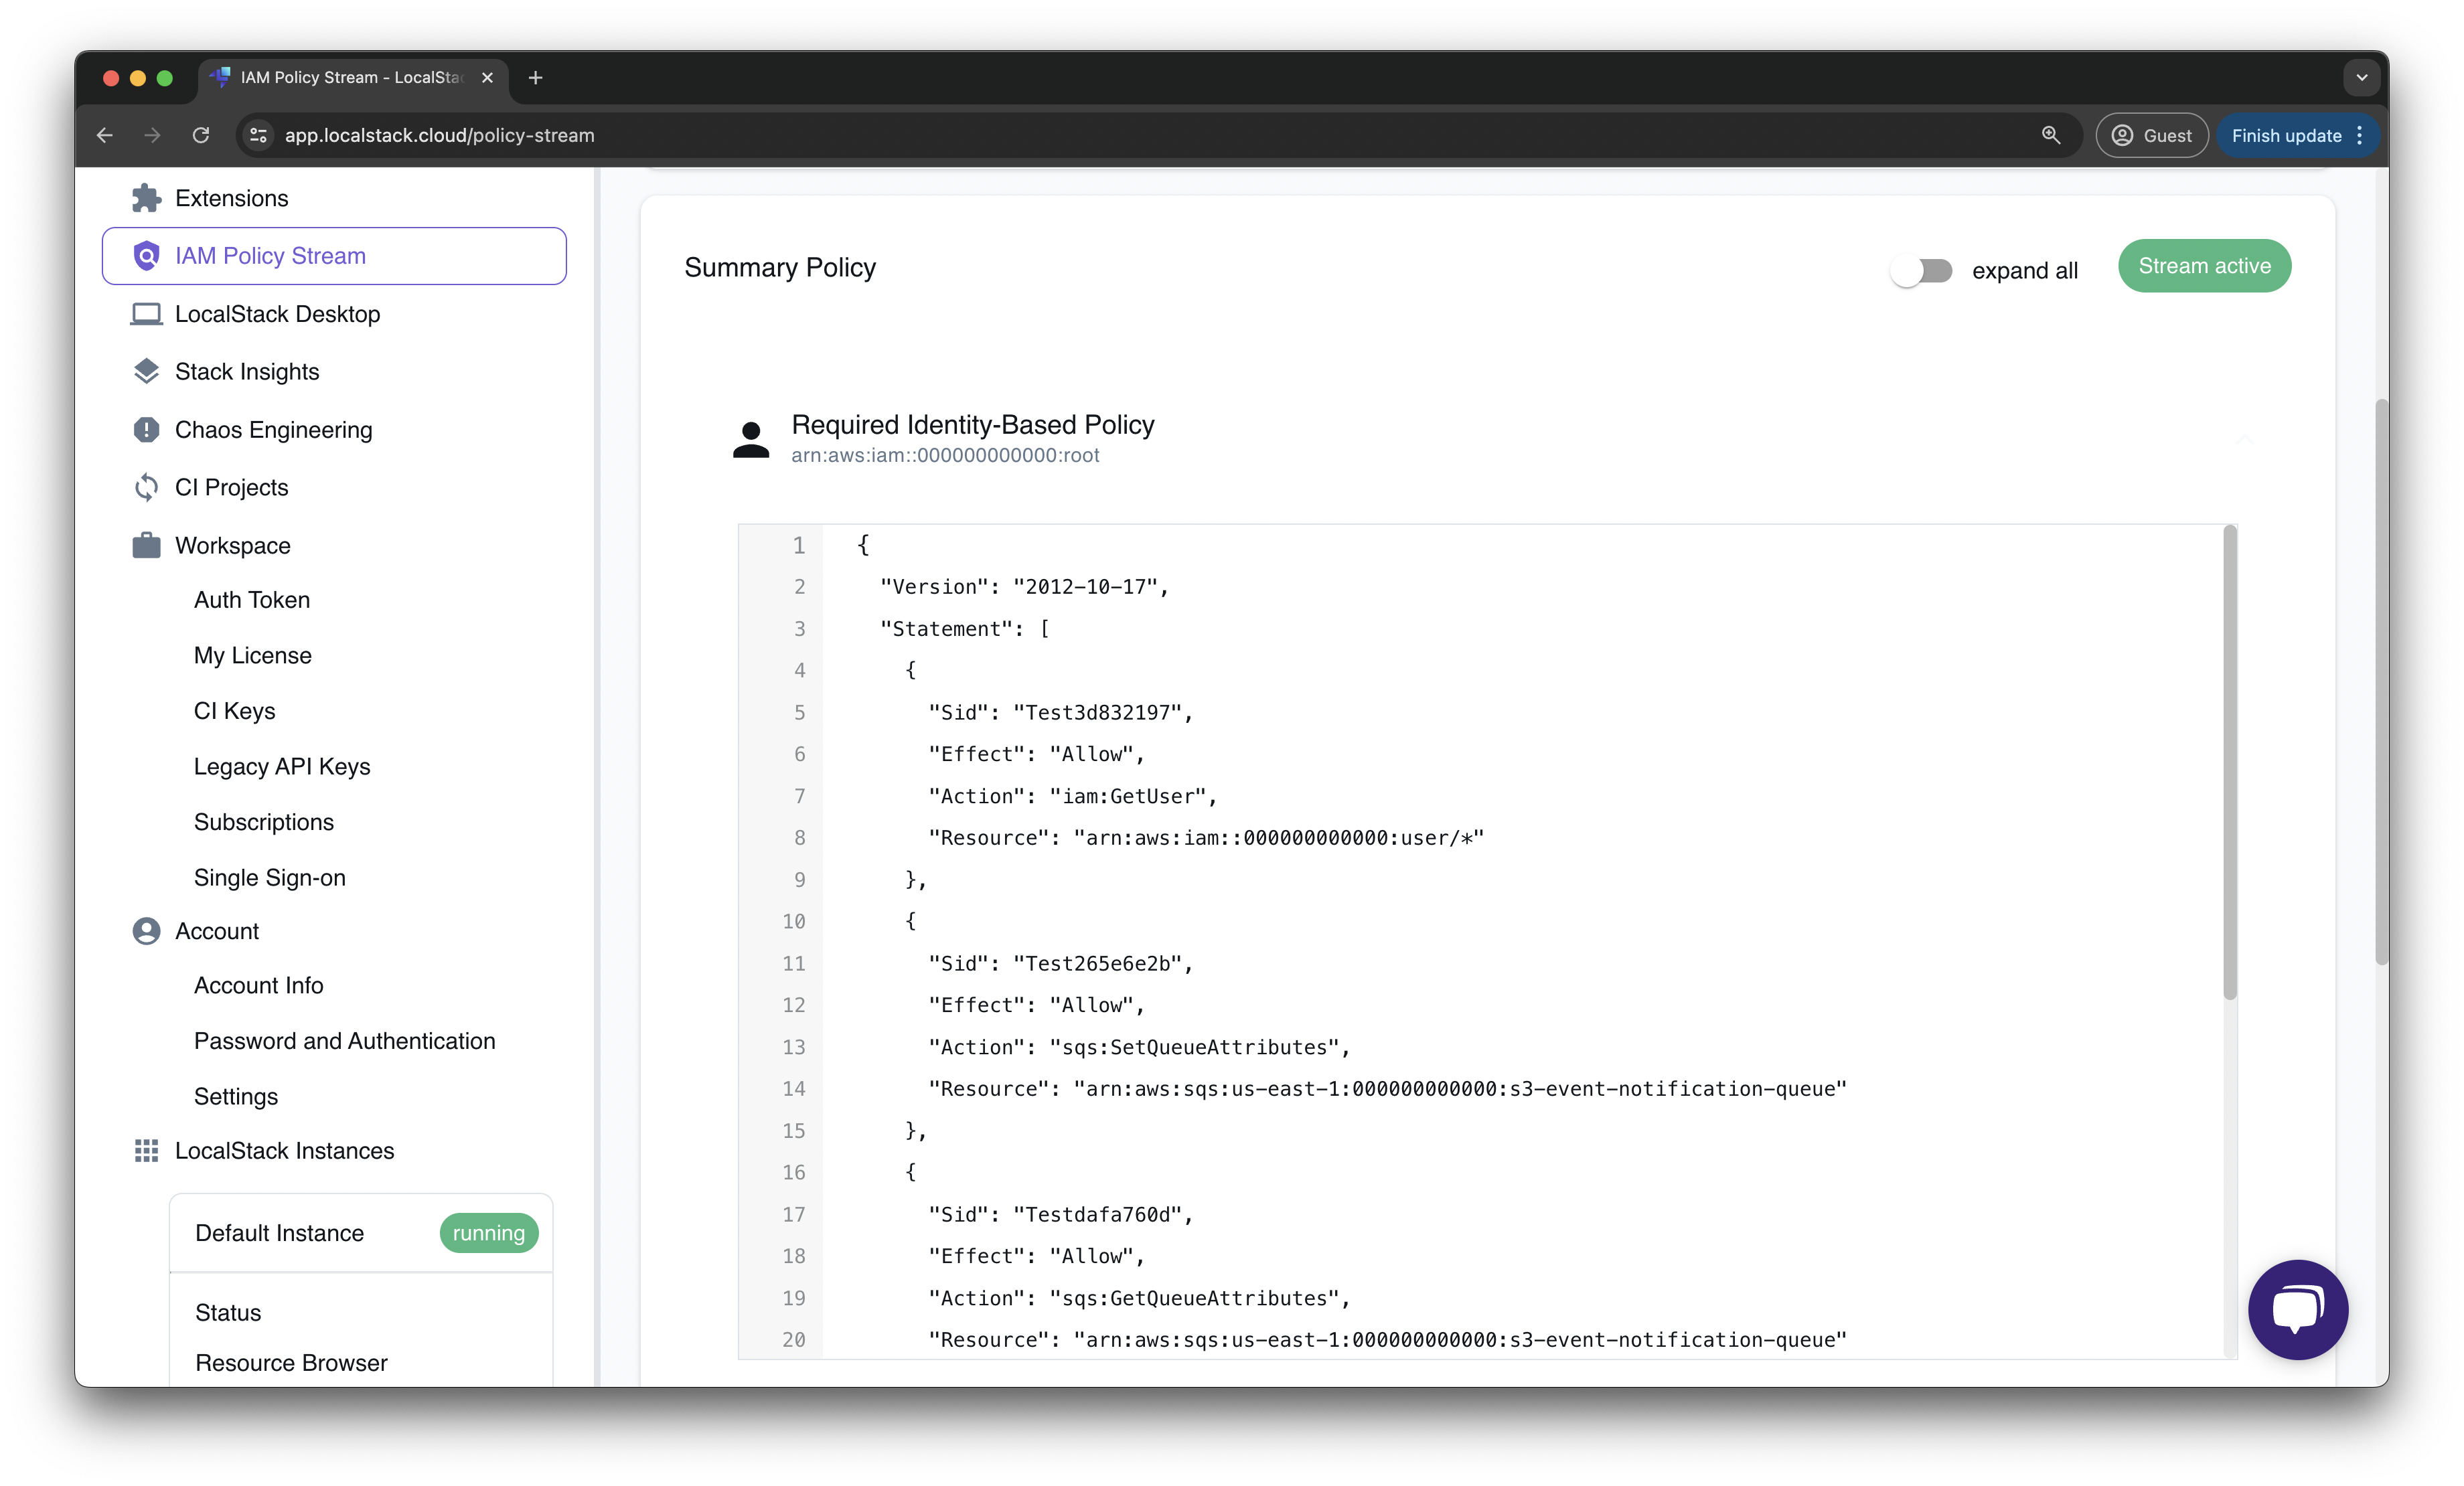 IAM Policy Stream - LocalStac
app.localstack.cloud/policy-stream
Guest
Finish update
Extensions
IAM Policy Stream
LocalStack Desktop
Stack Insights
Chaos Engineering
CI Projects
Workspace
Auth Token
My License
CI Keys
Legacy API Keys
Subscriptions
Single Sign-on
Account
Account Info
Password and Authentication
Settings
LocalStack Instances
Default Instance
running
Status
Resource Browser
Summary Policy
expand all
Stream active
Required Identity-Based Policy
arn:aws:iam::000000000000:root
1 {
2 "Version": "2012-10-17",
3 "Statement": [
4 {
5 "Sid": "Test3d832197",
6 "Effect": "Allow",
7 "Action": "iam:GetUser",
8 "Resource": "arn:aws:iam::000000000000:user/*"
9 },
10 {
11 "Sid": "Test265e6e2b",
12 "Effect": "Allow",
13 "Action": "sqs:SetQueueAttributes",
14 "Resource": "arn:aws:sqs:us-east-1:000000000000:s3-event-notification-queue"
15 },
16 {
17 "Sid": "Testdafa760d",
18 "Effect": "Allow",
19 "Action": "sqs:GetQueueAttributes",
20 "Resource": "arn:aws:sqs:us-east-1:000000000000:s3-event-notification-queue"